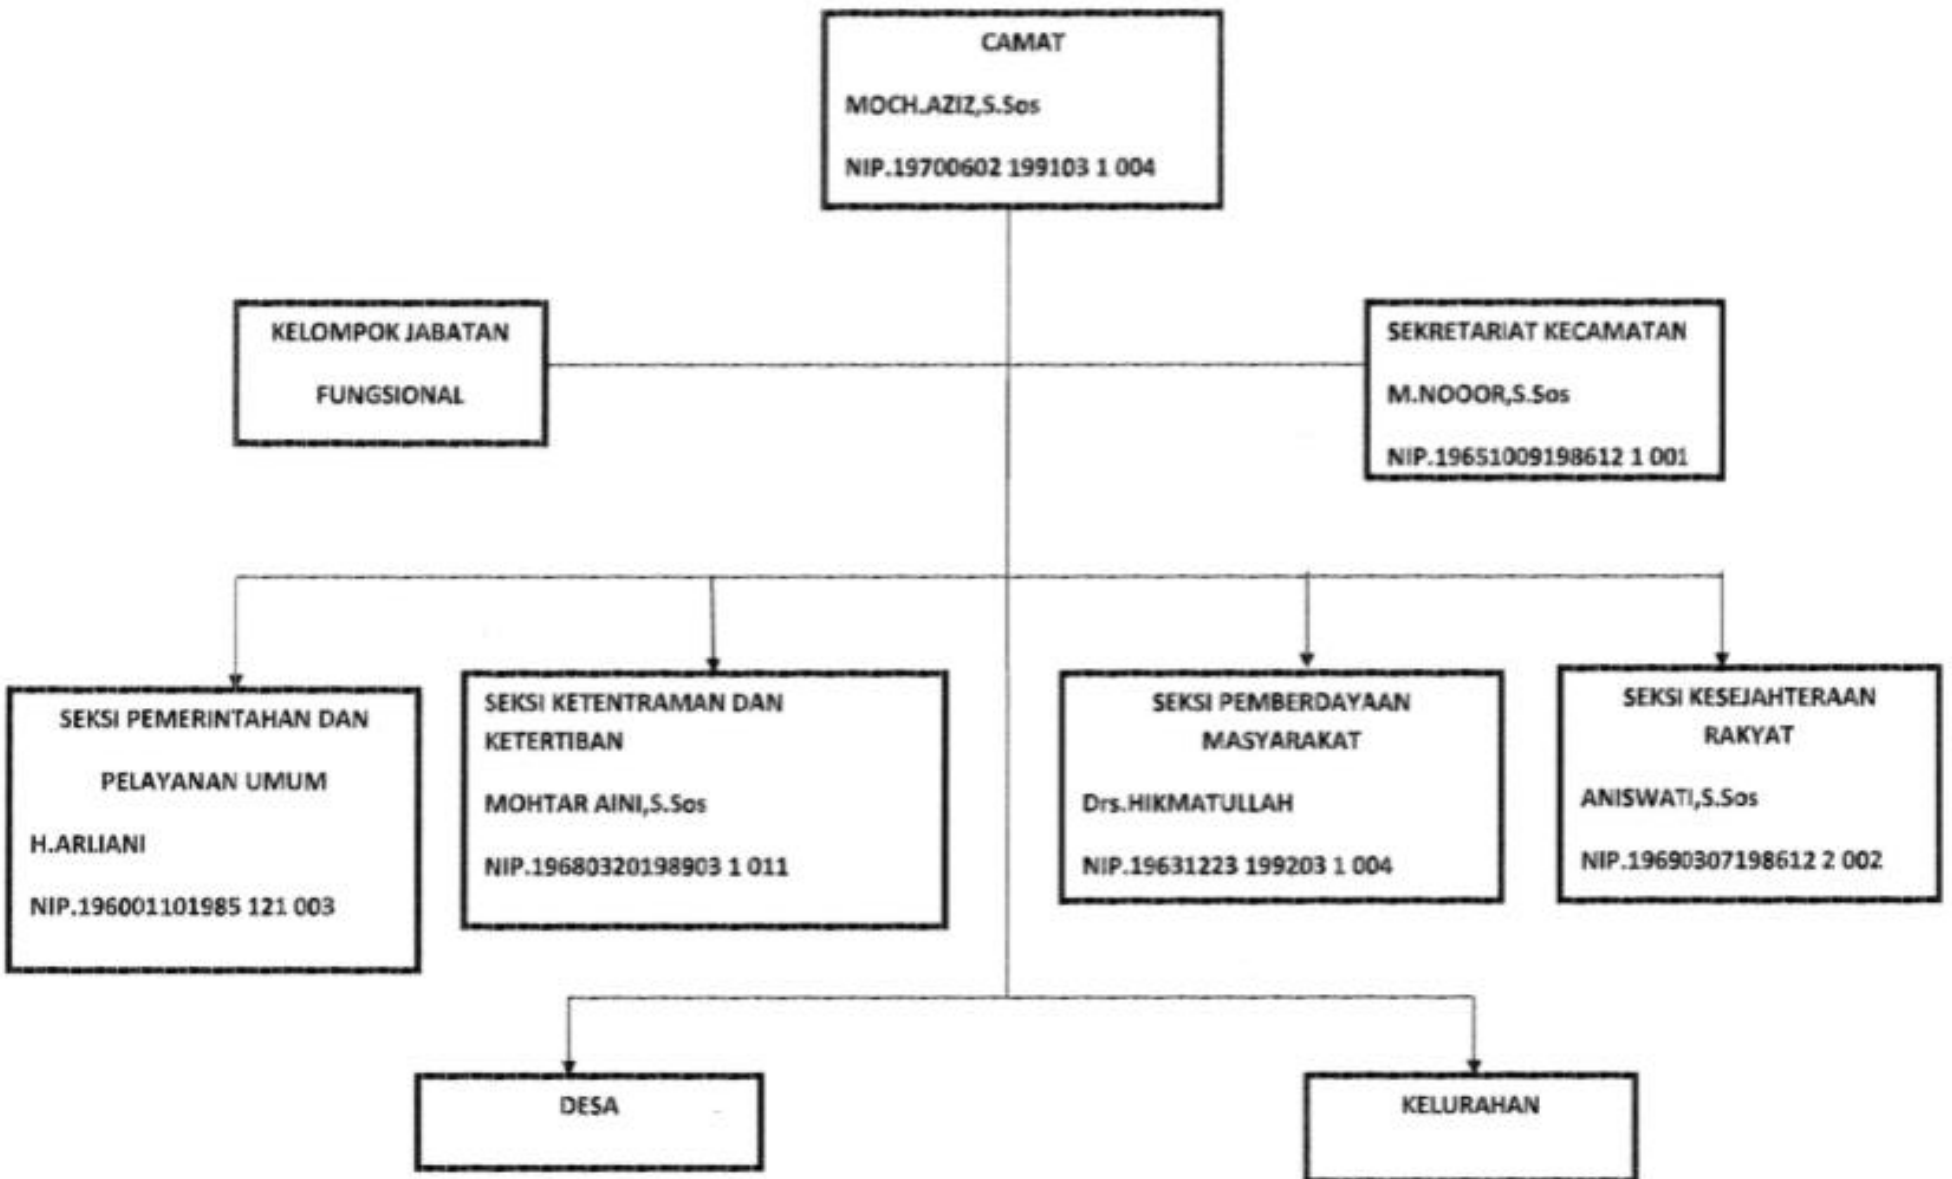 CAMAT
MOCH.AZIZ,S.Sos
NIP.19700602 199103 1 004
KELOMPOK JABATAN
FUNGSIONAL
SEKRETARIAT KECAMATAN
M.NOOOR,S.Sos
NIP.19651009198612 1 001
SEKSI PEMERINTAHAN DAN
PELAYANAN UMUM
H.ARLIANI
NIP.196001101985 121 003
SEKSI KETENTRAMAN DAN
KETERTIBAN
MOHTAR AINI,S.Sos
NIP.19680320198903 1 011
SEKSI PEMBERDAYAAN
MASYARAKAT
Drs.HIKMATULLAH
NIP.19631223 199203 1 004
SEKSI KESEJAHTERAAN
RAKYAT
ANISWATI,S.Sos
NIP.19690307198612 2 002
DESA
KELURAHAN